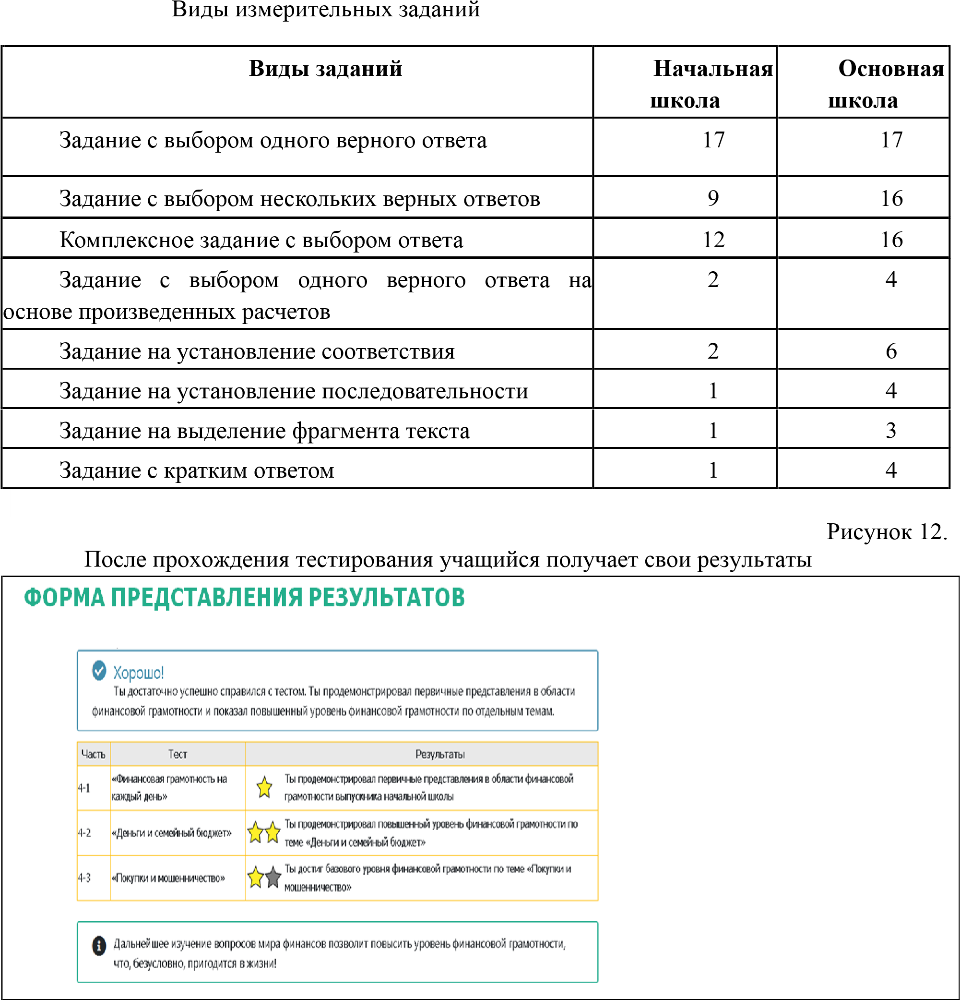 Виды измерительных заданий
Виды заданий
Начальная
школа
Основная
школа
Задание с выбором одного верного ответа
17
17
Задание с выбором нескольких верных ответов
9
16
Комплексное задание с выбором ответа
12
16
Задание с выбором одного верного ответа на
основе произведенных расчетов
2
4
Задание на установление соответствия
2
6
Задание на установление последовательности
1
4
Задание на выделение фрагмента текста
1
3
Задание с кратким ответом
1
4
Рисунок 12.
После прохождения тестирования учащийся получает свои результаты
ФОРМА ПРЕДСТАВЛЕНИЯ РЕЗУЛЬТАТОВ
Хорошо!
Ты достаточно успешно справился с тестом. Ты продемонстрировал первичные представления в области
финансовой грамотности и показал повышенный уровень финансовой грамотности по отдельным темам.
Часть
Тест
Результаты
4-1
«Финансовая грамотность на
каждый день»
Ты продемонстрировал первичные представления в области финансовой
грамотности выпускника начальной школы
4-2
«Деньги и семейный бюджет»
Ты продемонстрировал повышенный уровень финансовой грамотности по
теме «Деньги и семейный бюджет»
4-3
«Покупки и мошенничество»
Ты достиг базового уровня финансовой грамотности по теме «Покупки и
мошенничество»
Дальнейшее изучение вопросов мира финансов позволит повысить уровень финансовой грамотности,
что, безусловно, пригодится в жизни!